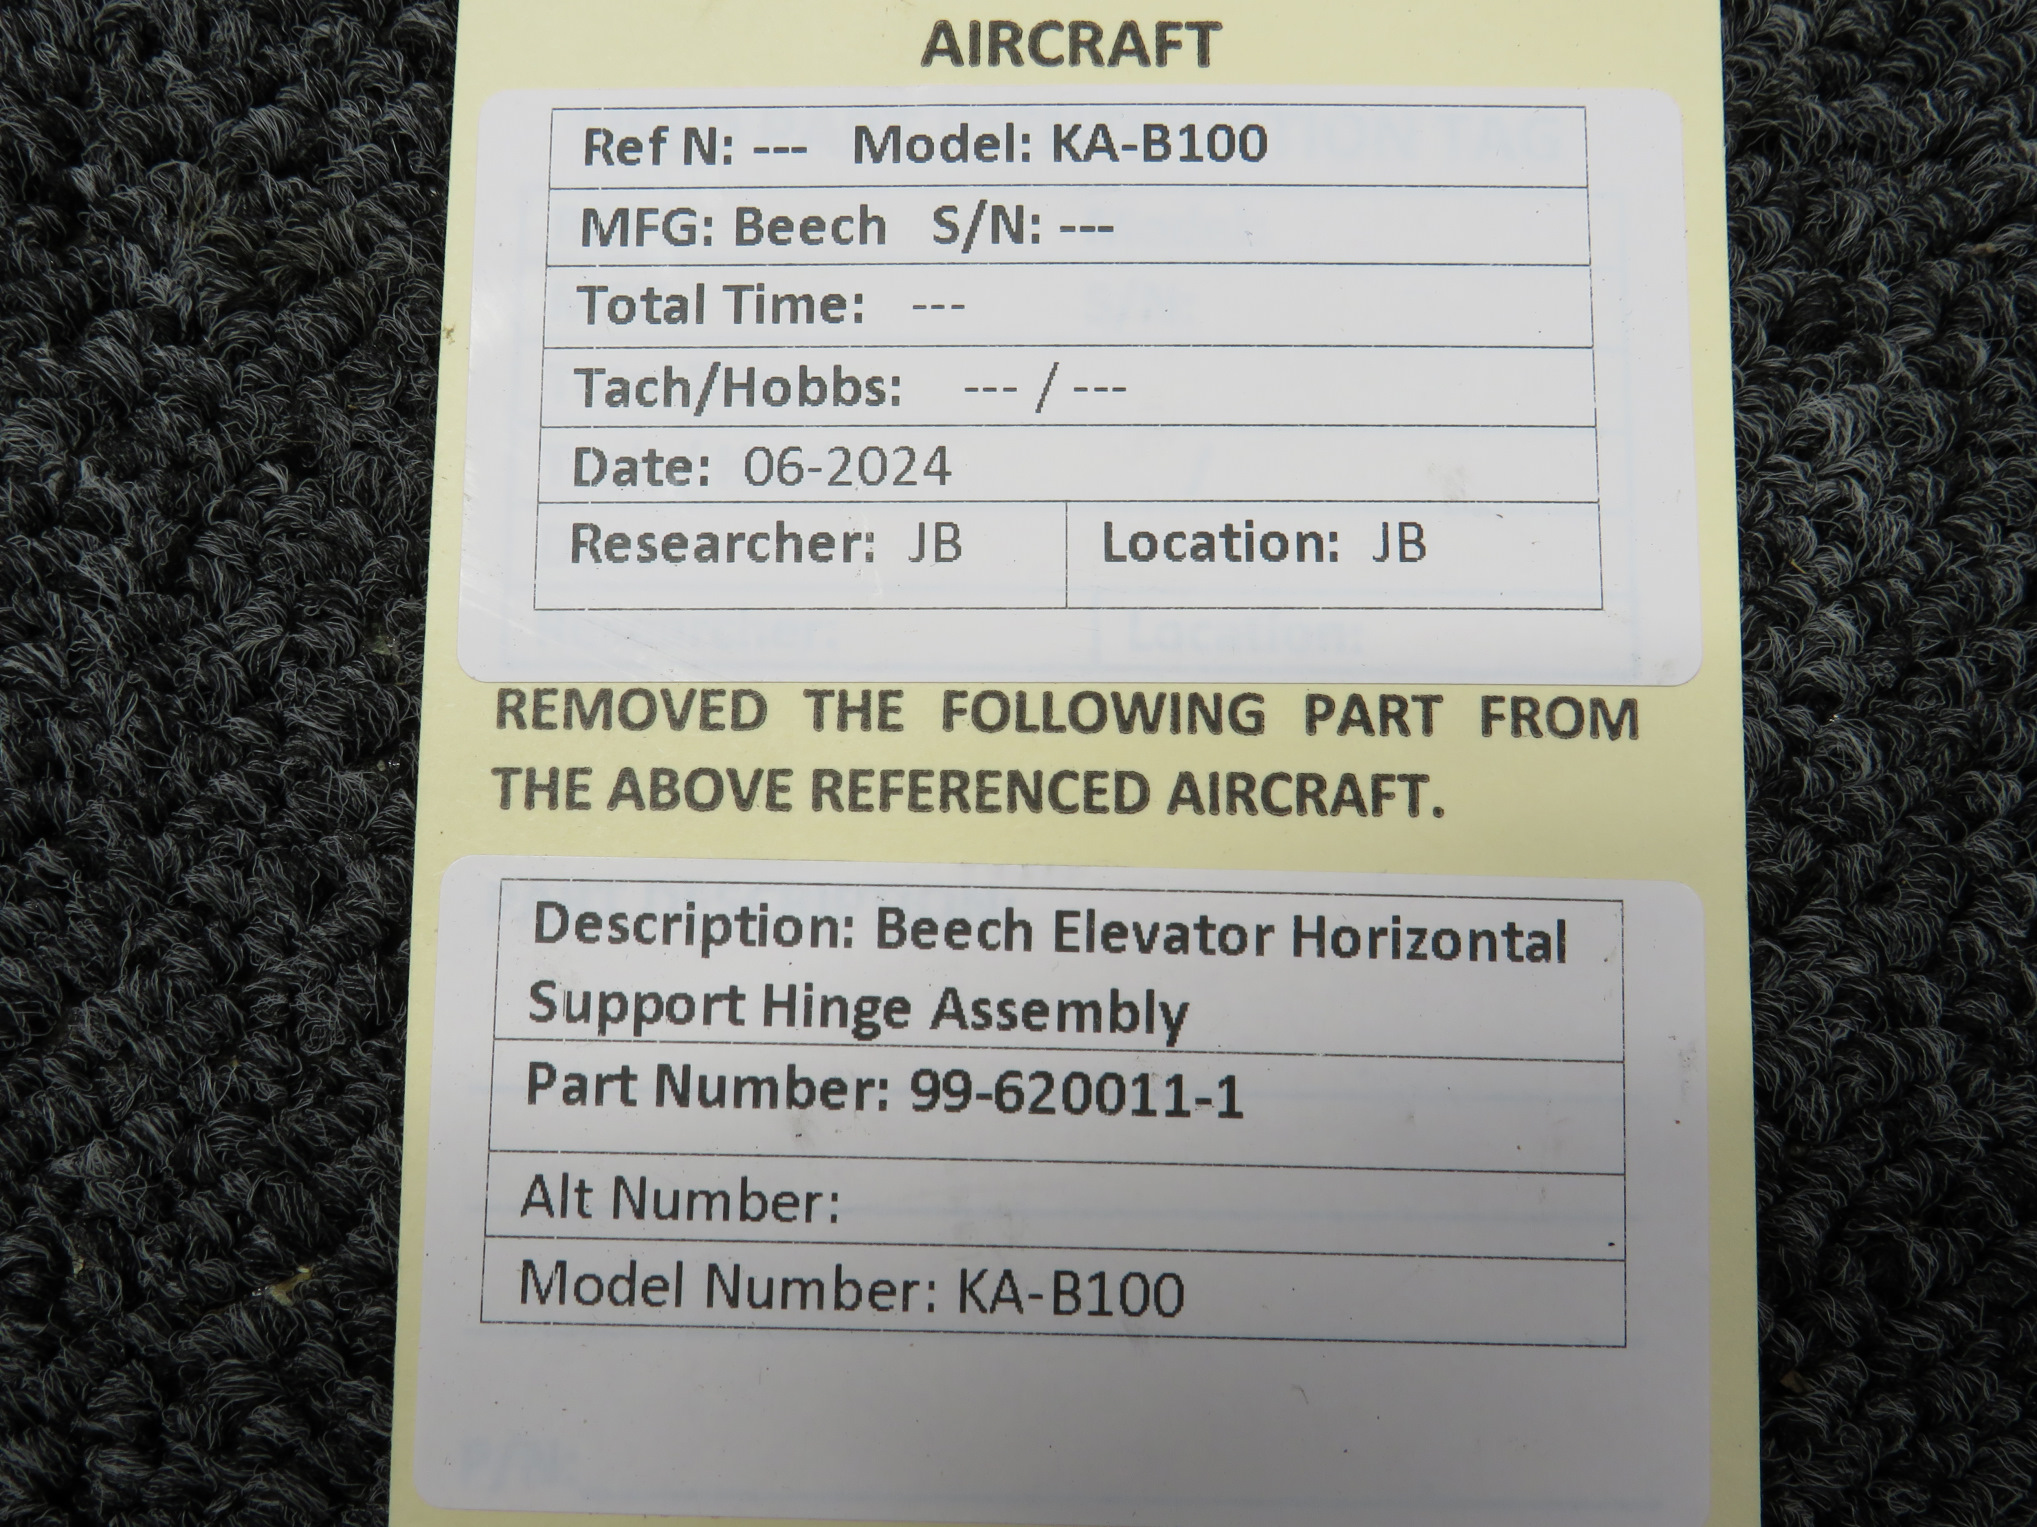 AIRCRAFT
Ref N: --- Model: KA-B100
MFG: Beech S/N: ---
Total Time: ---
Tach/Hobbs: --- / ---
Date: 06-2024
Researcher: JB Location: JB
REMOVED THE FOLLOWING PART FROM
THE ABOVE REFERENCED AIRCRAFT.
Description: Beech Elevator Horizontal
Support Hinge Assembly
Part Number: 99-620011-1
Alt Number:
Model Number: KA-B100
P/N: